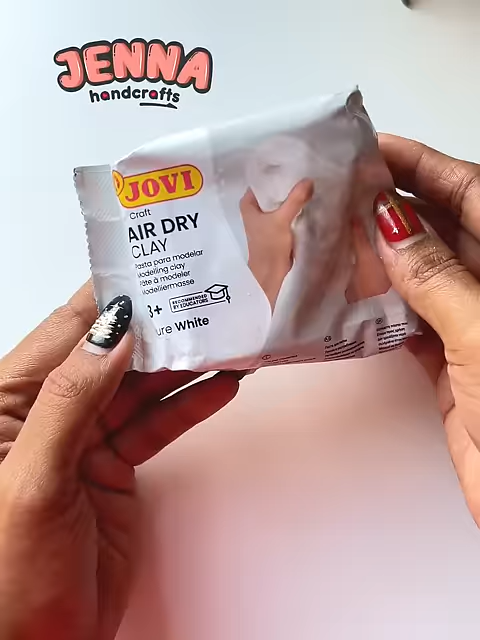 JENNA
handcrafts
JOVI
Craft
AIR DRY
CLAY
Pasta para modelar
Modelling clay
Pâte à modeler
Modelliermasse
3+
RECOMMENDED
BY EDUCATORS
ure White